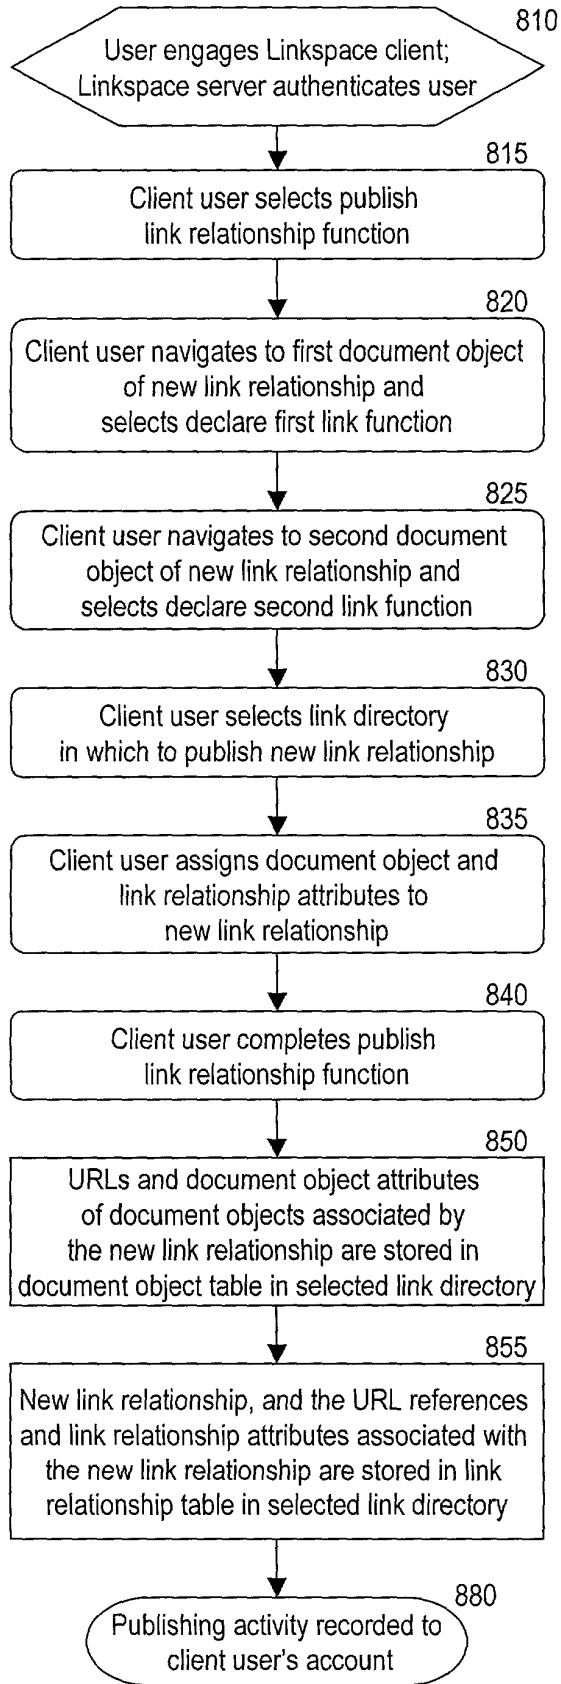 810
User engages Linkspace client;
Linkspace server authenticates user
815
Client user selects publish
link relationship function
820
Client user navigates to first document object
of new link relationship and
selects declare first link function
825
Client user navigates to second document
object of new link relationship and
selects declare second link function
830
Client user selects link directory
in which to publish new link relationship
835
Client user assigns document object and
link relationship attributes to
new link relationship
840
Client user completes publish
link relationship function
850
URLs and document object attributes
of document objects associated by
the new link relationship are stored in
document object table in selected link directory
855
New link relationship, and the URL references
and link relationship attributes associated with
the new link relationship are stored in link
relationship table in selected link directory
880
Publishing activity recorded to
client user's account